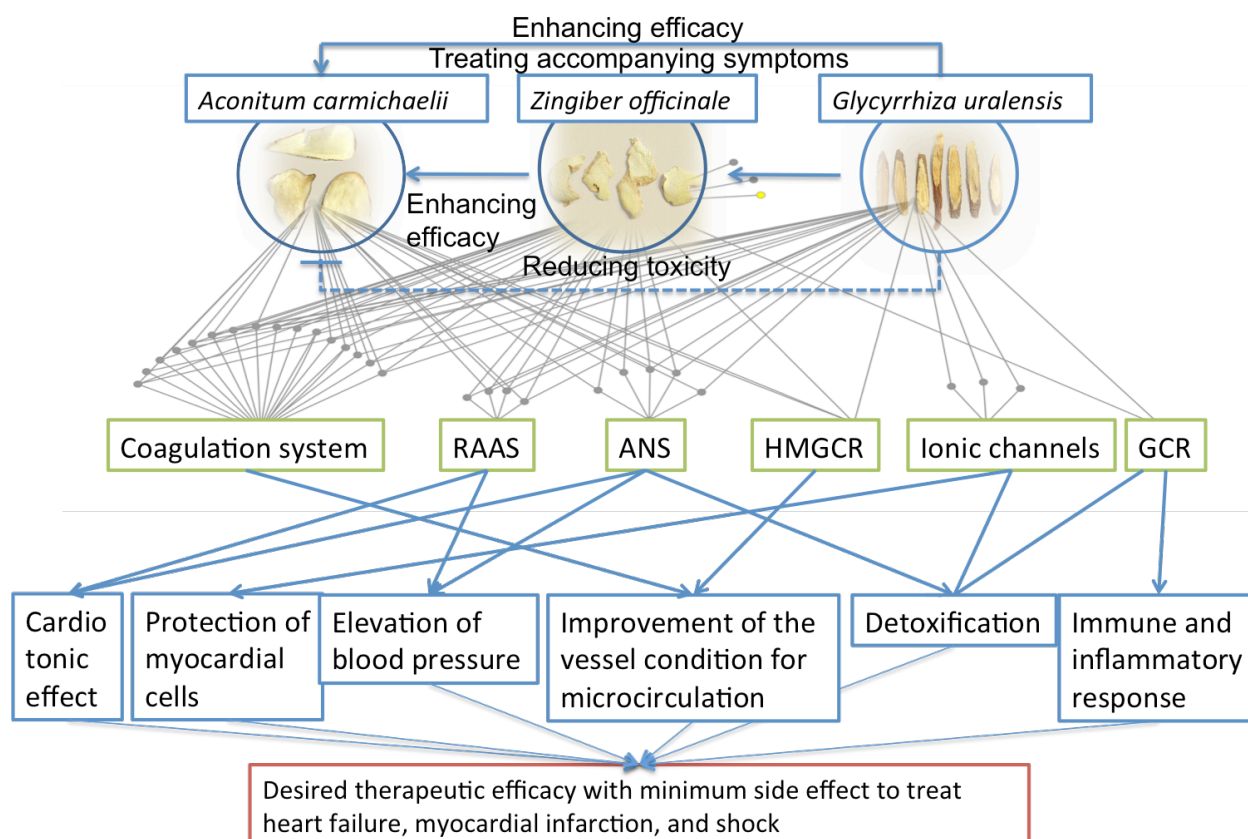 Enhancing efficacy
Treating accompanying symptoms
Aconitum carmichaelii
Zingiber officinale
Glycyrrhiza uralensis
Enhancing
efficacy
Reducing toxicity
Coagulation system
RAAS
ANS
HMGCR
Ionic channels
GCR
Cardio
tonic
effect
Protection of
myocardial
cells
Elevation of
blood pressure
Improvement of the
vessel condition for
microcirculation
Detoxification
Immune and
inflammatory
response
Desired therapeutic efficacy with minimum side effect to treat
heart failure, myocardial infarction, and shock